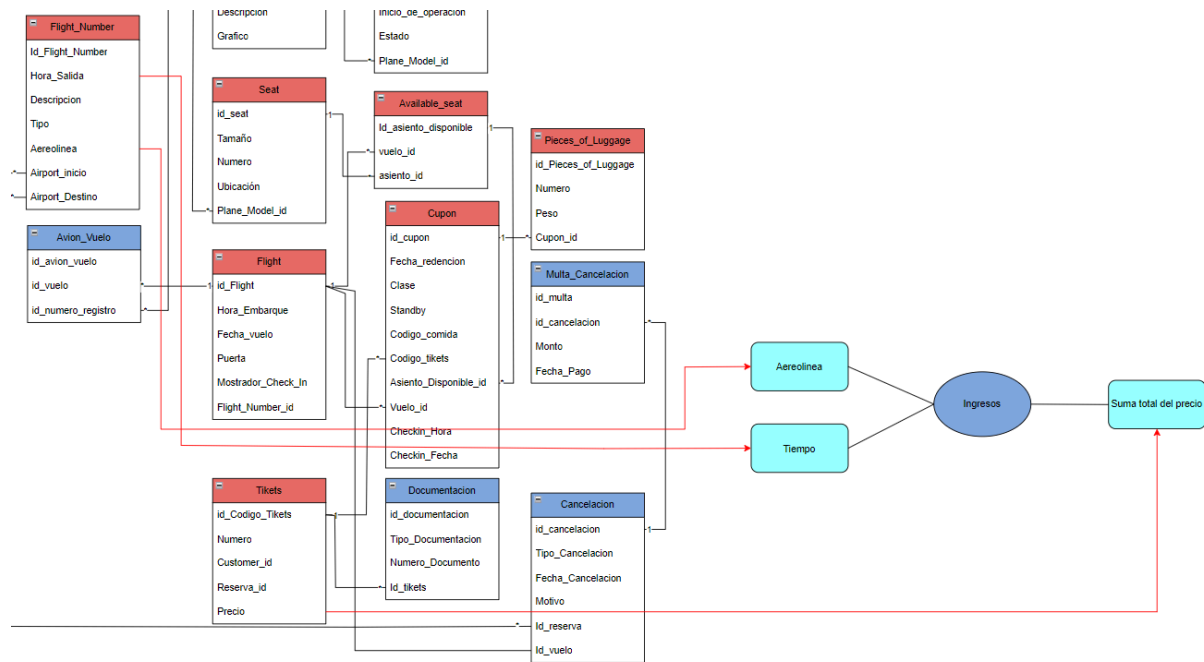 Descripcion
Grafico
Inicio_de_operacion
Estado
Plane_Model_id
Flight_Number
Id_Flight_Number
Hora_Salida
Descripcion
Tipo
Aereolinea
Airport_inicio
Airport_Destino
Seat
id_seat
Tamaño
Numero
Ubicación
Plane_Model_id
Available_seat
Id_asiento_disponible
vuelo_id
asiento_id
Pieces_of_Luggage
id_Pieces_of_Luggage
Numero
Peso
Cupon_id
Avion_Vuelo
id_avion_vuelo
id_vuelo
id_numero_registro
Flight
id_Flight
Hora_Embarque
Fecha_vuelo
Puerta
Mostrador_Check_In
Flight_Number_id
Cupon
id_cupon
Fecha_redencion
Clase
Standby
Codigo_comida
Codigo_tikets
Asiento_Disponible_id
Vuelo_id
Checkin_Hora
Checkin_Fecha
Multa_Cancelacion
id_multa
id_cancelacion
Monto
Fecha_Pago
Tikets
id_Codigo_Tikets
Numero
Customer_id
Reserva_id
Precio
Documentacion
id_documentacion
Tipo_Documentacion
Numero_Documento
Id_tikets
Cancelacion
id_cancelacion
Tipo_Cancelacion
Fecha_Cancelacion
Motivo
Id_reserva
Id_vuelo
Aereolinea
Tiempo
Ingresos
Suma total del precio